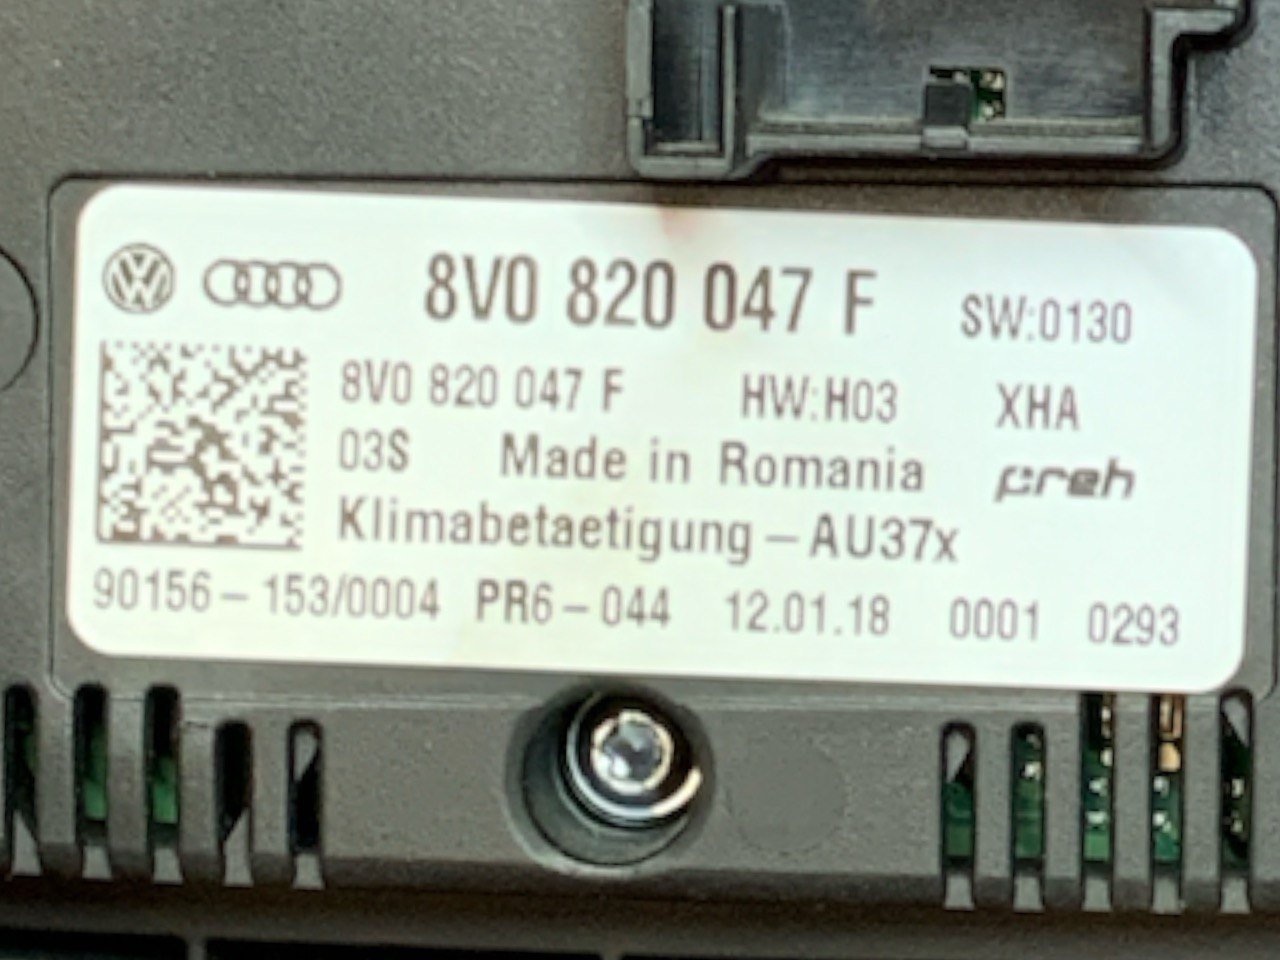 8V0 820 047 F SW:0130
8V0 820 047 F HW:H03 XHA
03S Made in Romania preh
Klimabetaetigung – AU37x
90156 – 153/0004 PR6 – 044 12.01.18 0001 0293